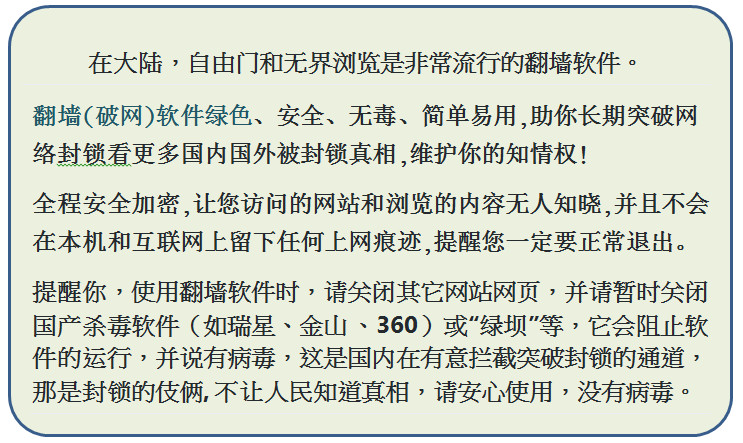 在大陆，自由门和无界浏览是非常流行的翻墙软件。
翻墙(破网)软件绿色、安全、无毒、简单易用,助你长期突破网
络封锁看更多国内国外被封锁真相,维护你的知情权!
全程安全加密,让您访问的网站和浏览的内容无人知晓,并且不会
在本机和互联网上留下任何上网痕迹,提醒您一定要正常退出。
提醒你，使用翻墙软件时，请关闭其它网站网页，并请暂时关闭
国产杀毒软件（如瑞星、金山、360）或“绿坝”等，它会阻止软
件的运行，并说有病毒，这是国内在有意拦截突破封锁的通道，
那是封锁的伎俩,不让人民知道真相，请安心使用，没有病毒。